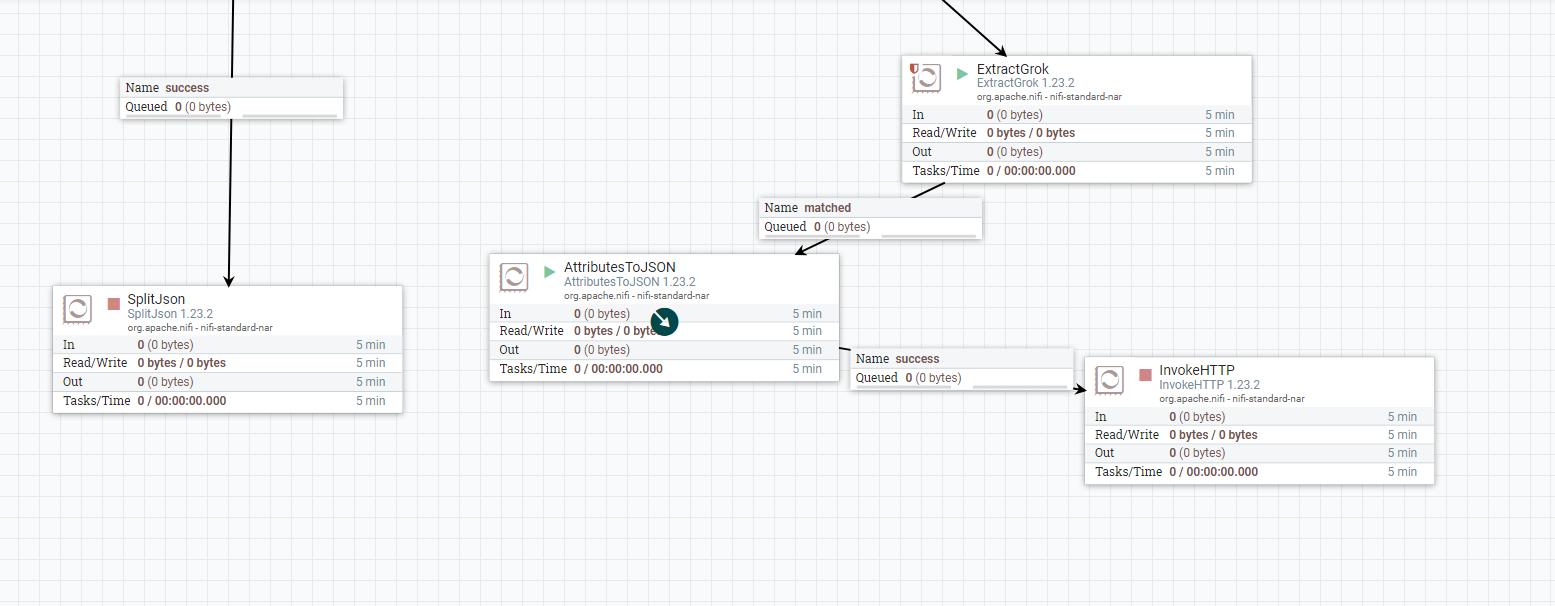 Name success
Queued 0 (0 bytes)
ExtractGrok
ExtractGrok 1.23.2
org.apache.nifi - nifi-standard-nar
In 0 (0 bytes) 5 min
Read/Write 0 bytes / 0 bytes 5 min
Out 0 (0 bytes) 5 min
Tasks/Time 0 / 00:00:00.000 5 min
Name matched
Queued 0 (0 bytes)
AttributesToJSON
AttributesToJSON 1.23.2
org.apache.nifi - nifi-standard-nar
In 0 (0 bytes) 5 min
Read/Write 0 bytes / 0 bytes 5 min
Out 0 (0 bytes) 5 min
Tasks/Time 0 / 00:00:00.000 5 min
SplitJson
SplitJson 1.23.2
org.apache.nifi - nifi-standard-nar
In 0 (0 bytes) 5 min
Read/Write 0 bytes / 0 bytes 5 min
Out 0 (0 bytes) 5 min
Tasks/Time 0 / 00:00:00.000 5 min
Name success
Queued 0 (0 bytes)
InvokeHTTP
InvokeHTTP 1.23.2
org.apache.nifi - nifi-standard-nar
In 0 (0 bytes) 5 min
Read/Write 0 bytes / 0 bytes 5 min
Out 0 (0 bytes) 5 min
Tasks/Time 0 / 00:00:00.000 5 min